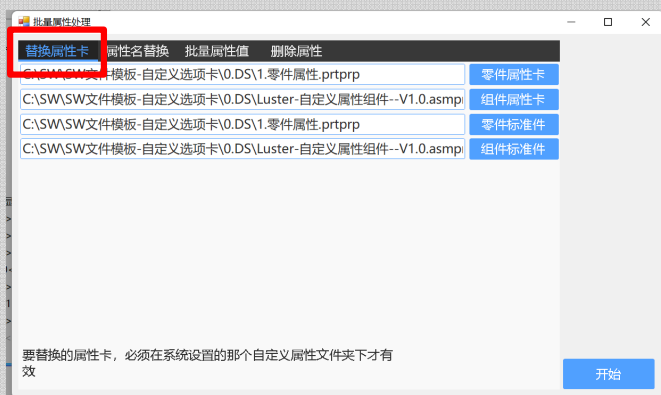 批量属性处理
替换属性卡 属性名替换 批量属性值 删除属性
C:\SW\SW文件模板-自定义选项卡\0.DS\1.零件属性.prtprp 零件属性卡
C:\SW\SW文件模板-自定义选项卡\0.DS\Luster-自定义属性组件--V1.0.asmpr 组件属性卡
C:\SW\SW文件模板-自定义选项卡\0.DS\1.零件属性.prtprp 零件标准件
C:\SW\SW文件模板-自定义选项卡\0.DS\Luster-自定义属性组件--V1.0.asmpr 组件标准件
要替换的属性卡，必须在系统设置的那个自定义属性文件夹下才有
效
开始